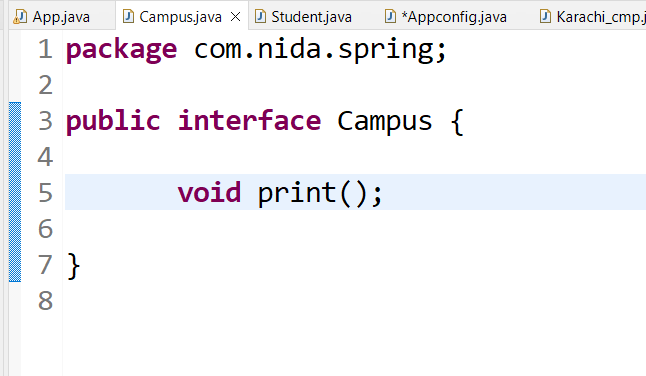 App.java Campus.java Student.java *Appconfig.java Karachi_cmp.j
1 package com.nida.spring;
2
3 public interface Campus {
4
5 void print();
6
7 }
8